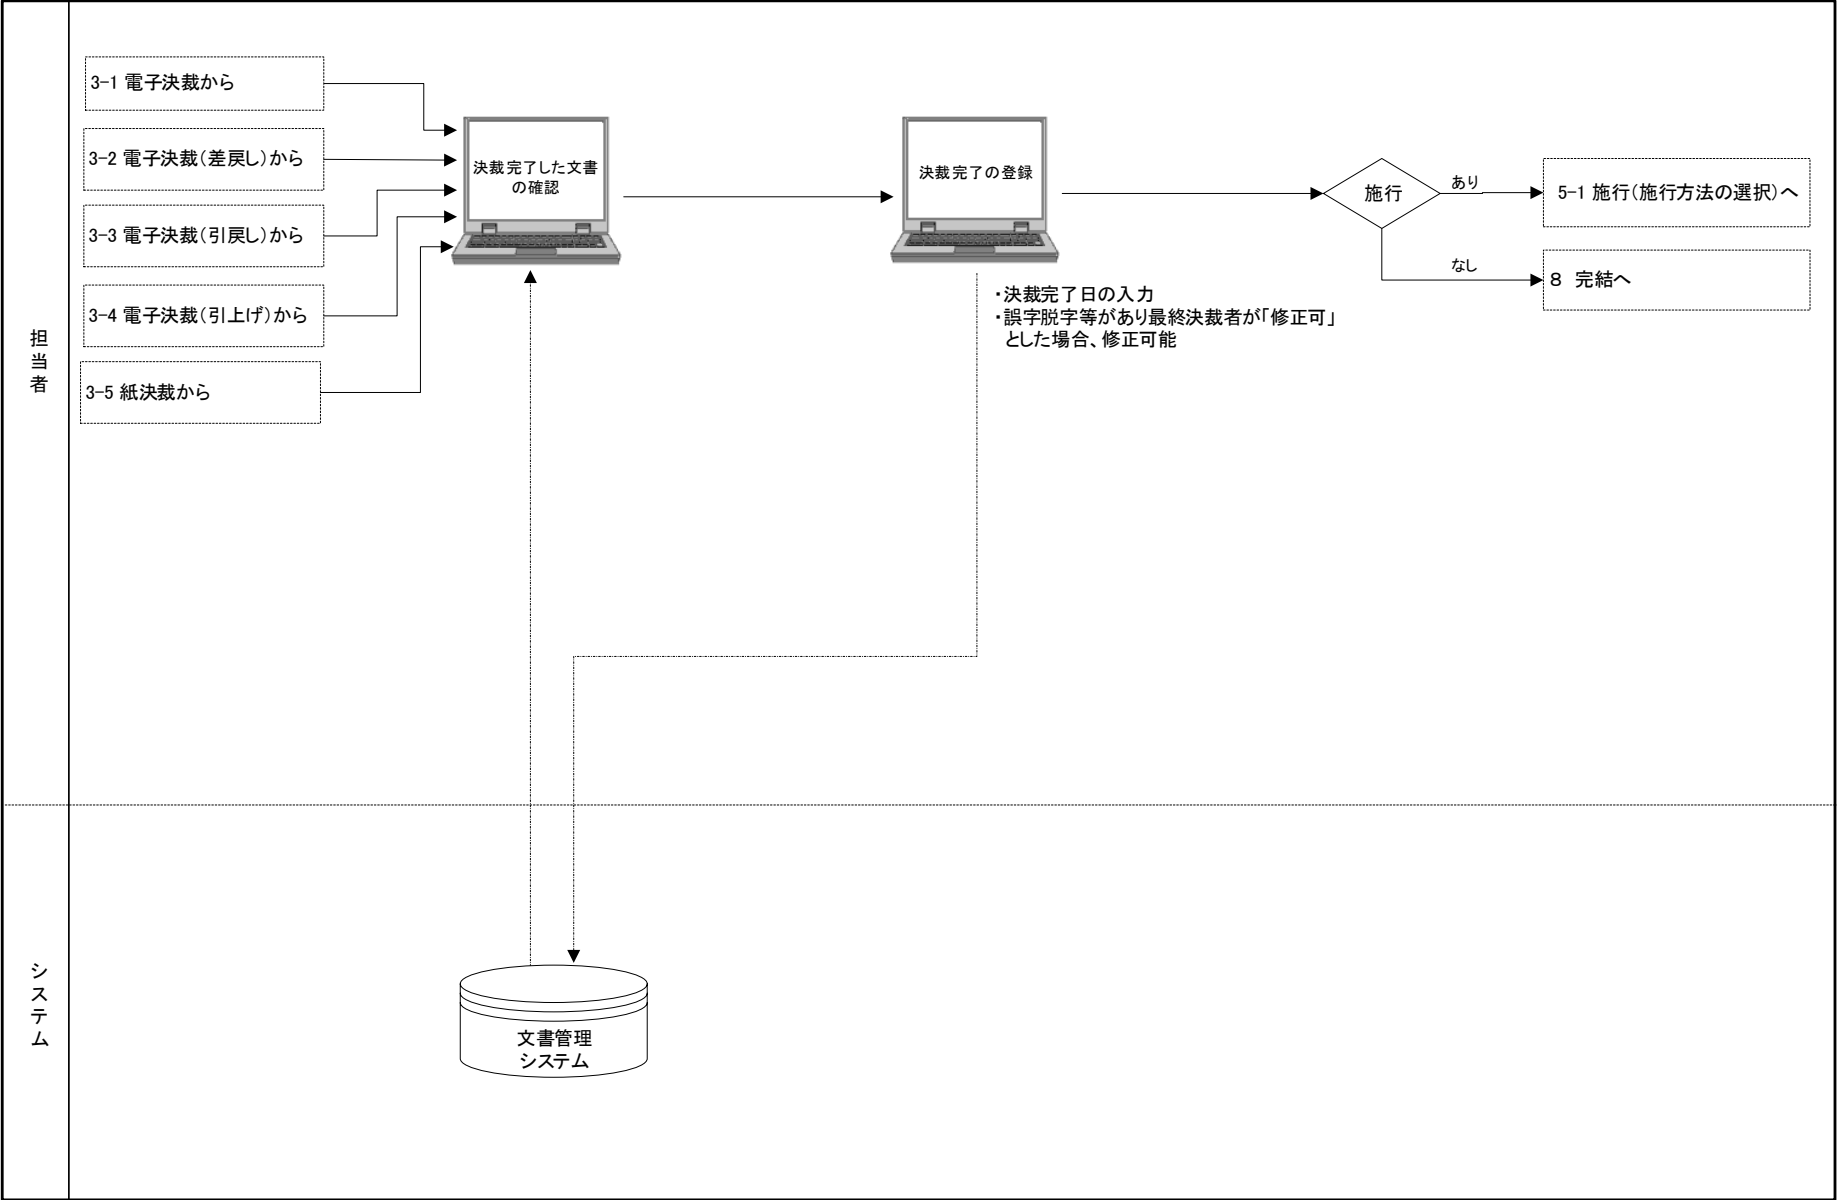 3-1 電子決裁から
3-2 電子決裁（差戻し）から
3-3 電子決裁（引戻し）から
3-4 電子決裁（引上げ）から
3-5 紙決裁から
決裁完了した文書
の確認
決裁完了の登録
・決裁完了日の入力
・誤字脱字等があり最終決裁者が「修正可」
とした場合、修正可能
施行
あり
なし
5-1 施行（施行方法の選択）へ
８ 完結へ
担当者
システム
文書管理
システム